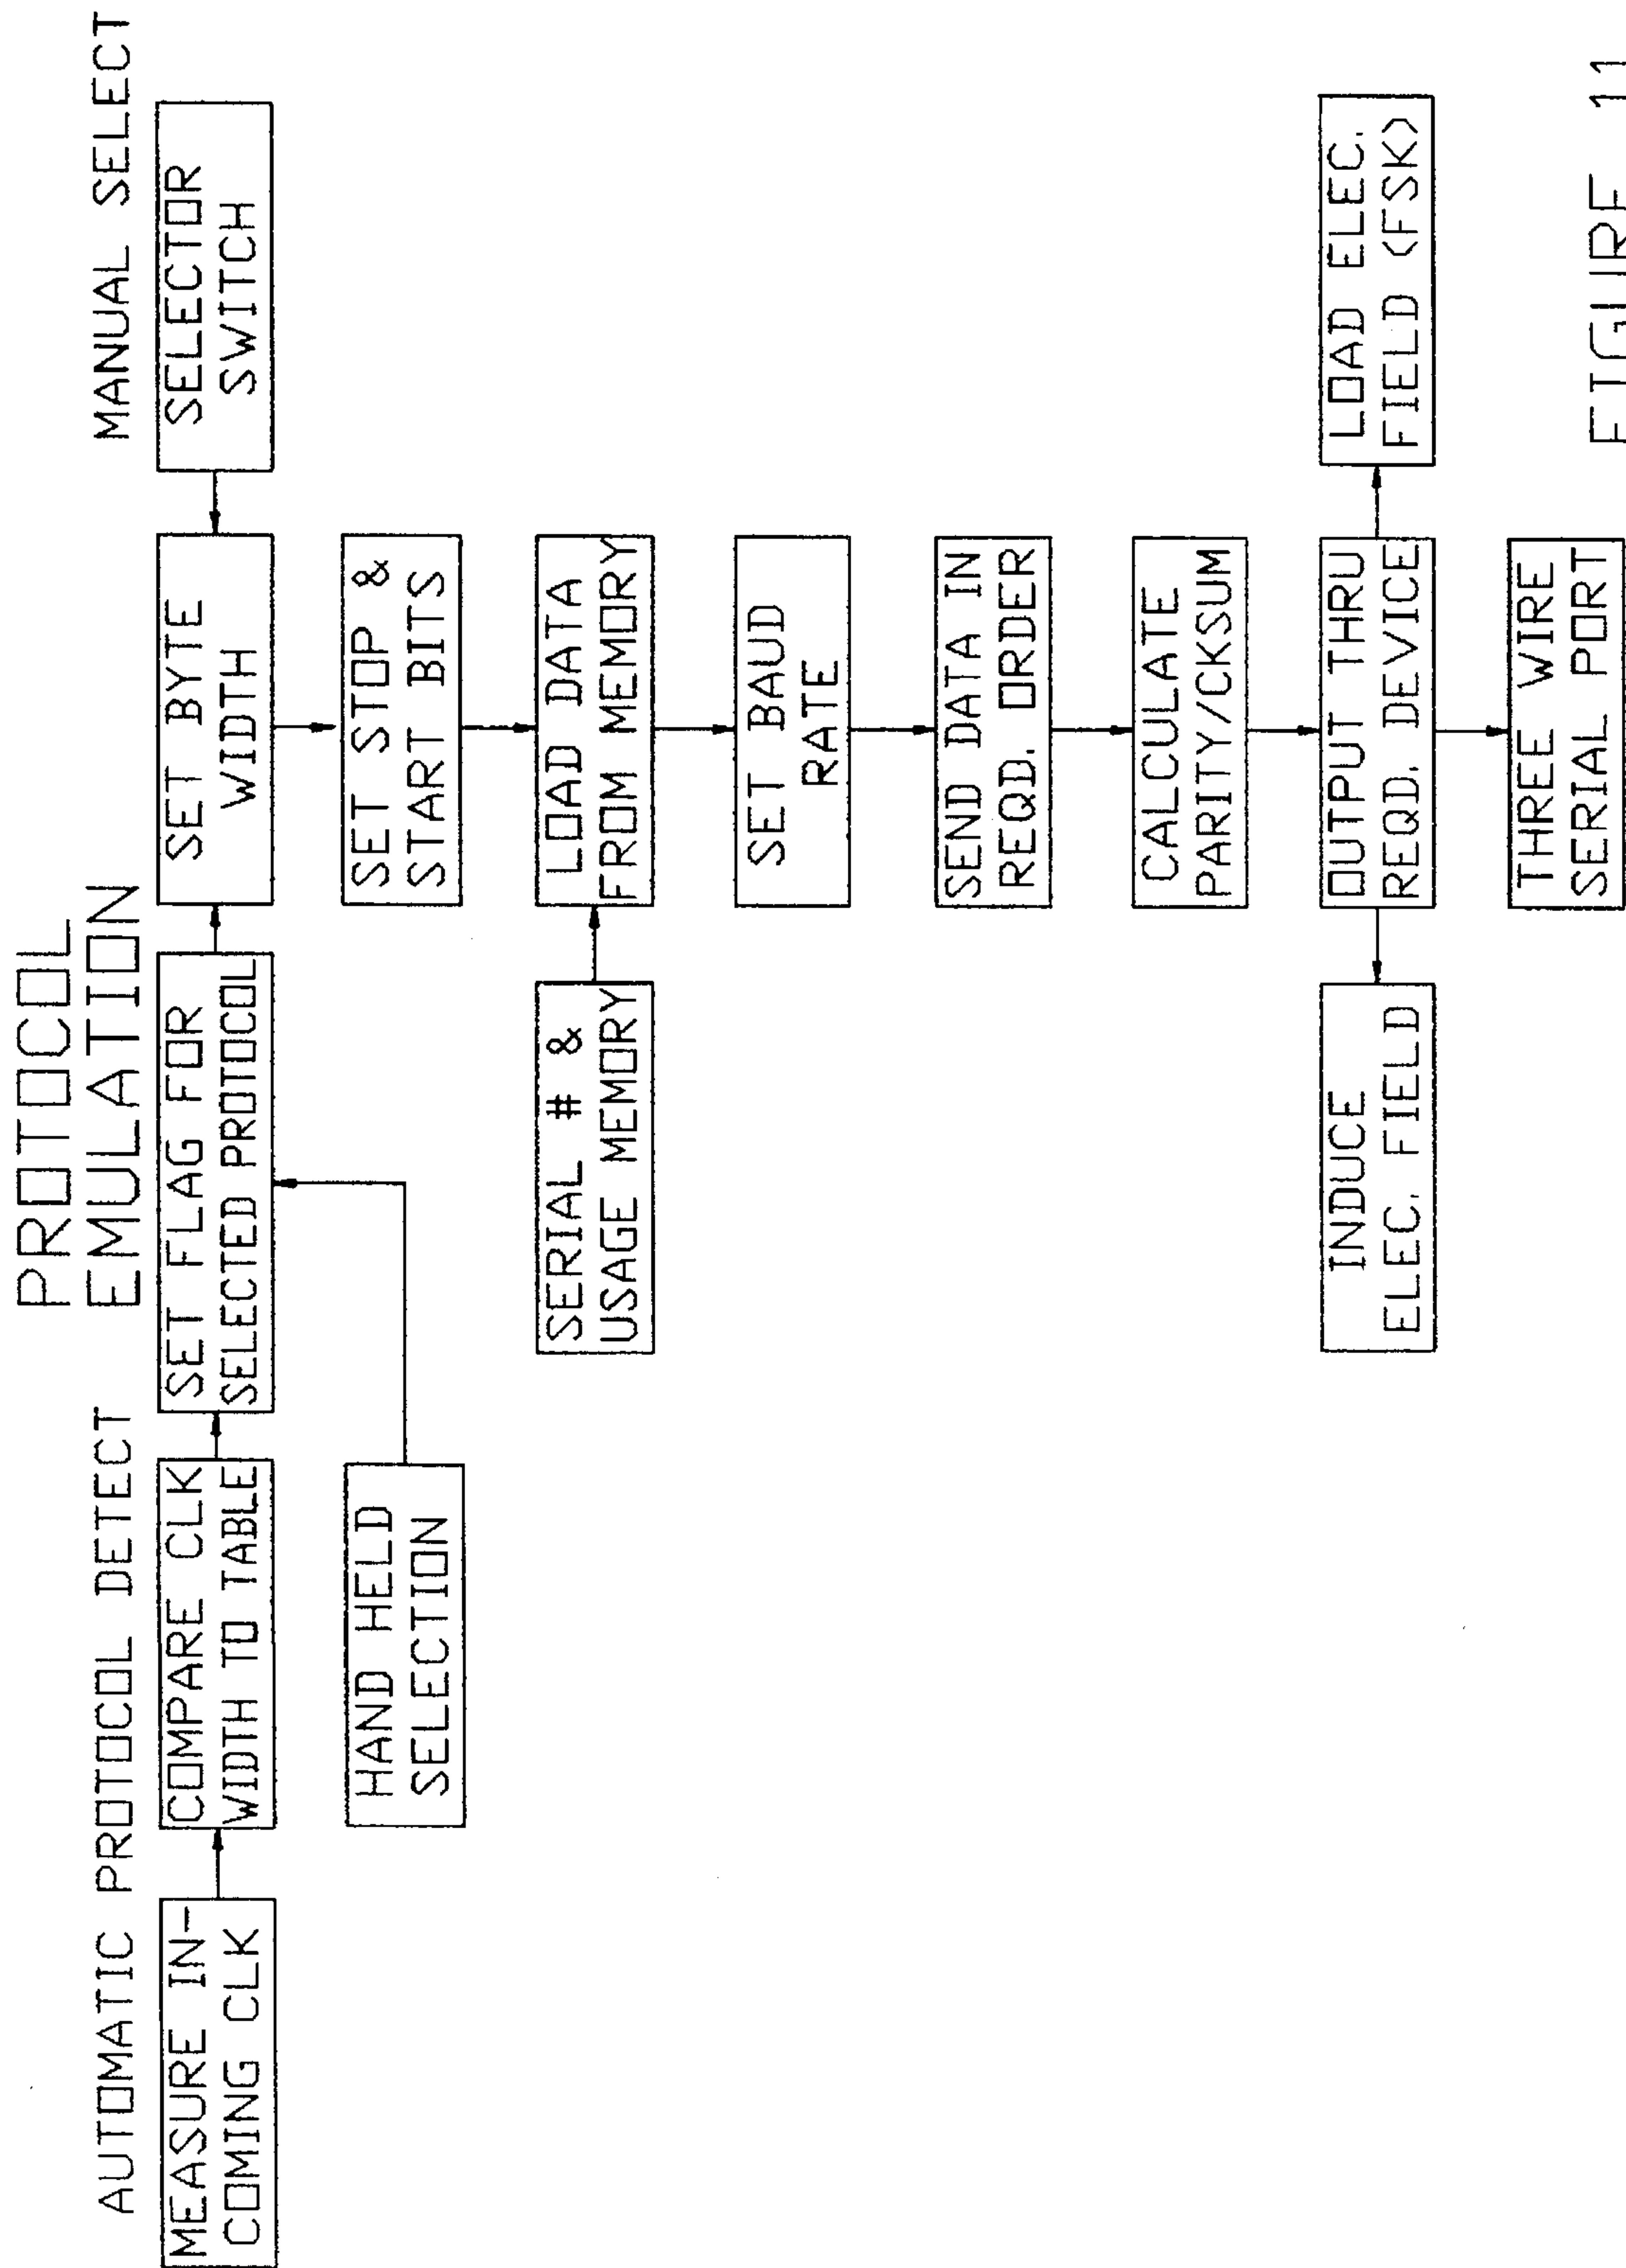 PROTOCOL
EMULATION
AUTOMATIC PROTOCOL DETECT
MANUAL SELECT
MEASURE IN-
COMING CLK
COMPARE CLK
WIDTH TO TABLE
SET FLAG FOR
SELECTED PROTOCOL
SET BYTE
WIDTH
SELECTOR
SWITCH
HAND HELD
SELECTION
SET STOP &
START BITS
SERIAL # &
USAGE MEMORY
LOAD DATA
FROM MEMORY
SET BAUD
RATE
SEND DATA IN
REQD. ORDER
CALCULATE
PARITY/CKSUM
INDUCE
ELEC. FIELD
OUTPUT THRU
REQD. DEVICE
LOAD ELEC.
FIELD (FSK)
THREE WIRE
SERIAL PORT
FIGURE 11